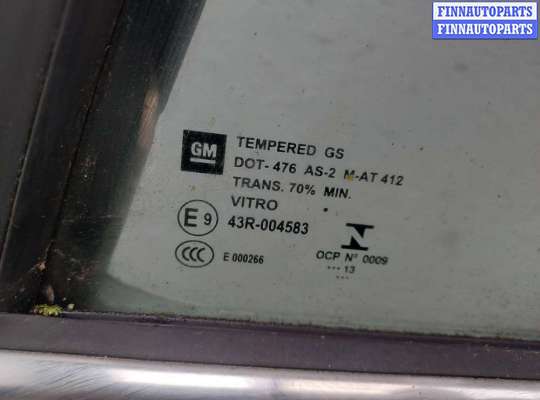 FINNAUTOPARTS
FINNAUTOPARTS
GM
TEMPERED GS
DOT- 476 AS-2 M-AT 412
TRANS. 70% MIN.
VITRO
E 9 43R-004583
CCC E 000266
N
OCP Nº 0009
··· 13
···